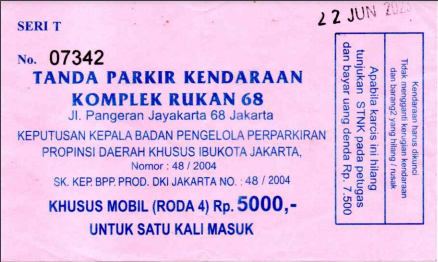 SERI T
22 JUN
No. 07342
TANDA PARKIR KENDARAAN
KOMPLEK RUKAN 68
Jl. Pangeran Jayakarta 68 Jakarta
KEPUTUSAN KEPALA BADAN PENGELOLA PERPARKIRAN
PROPINSI DAERAH KHUSUS IBUKOTA JAKARTA,
Nomor : 48 / 2004
SK. KEP. BPP. PROD. DKI JAKARTA NO. : 48 / 2004
KHUSUS MOBIL (RODA 4) Rp. 5000,-
UNTUK SATU KALI MASUK
Kendaraan harus dikunci
Tidak mengganti kerugian kendaraan
dan barang2 yang hilang / rusak
Apabila karcis ini hilang
tunjukan STNK pada petugas
dan bayar uang denda Rp. 7.500